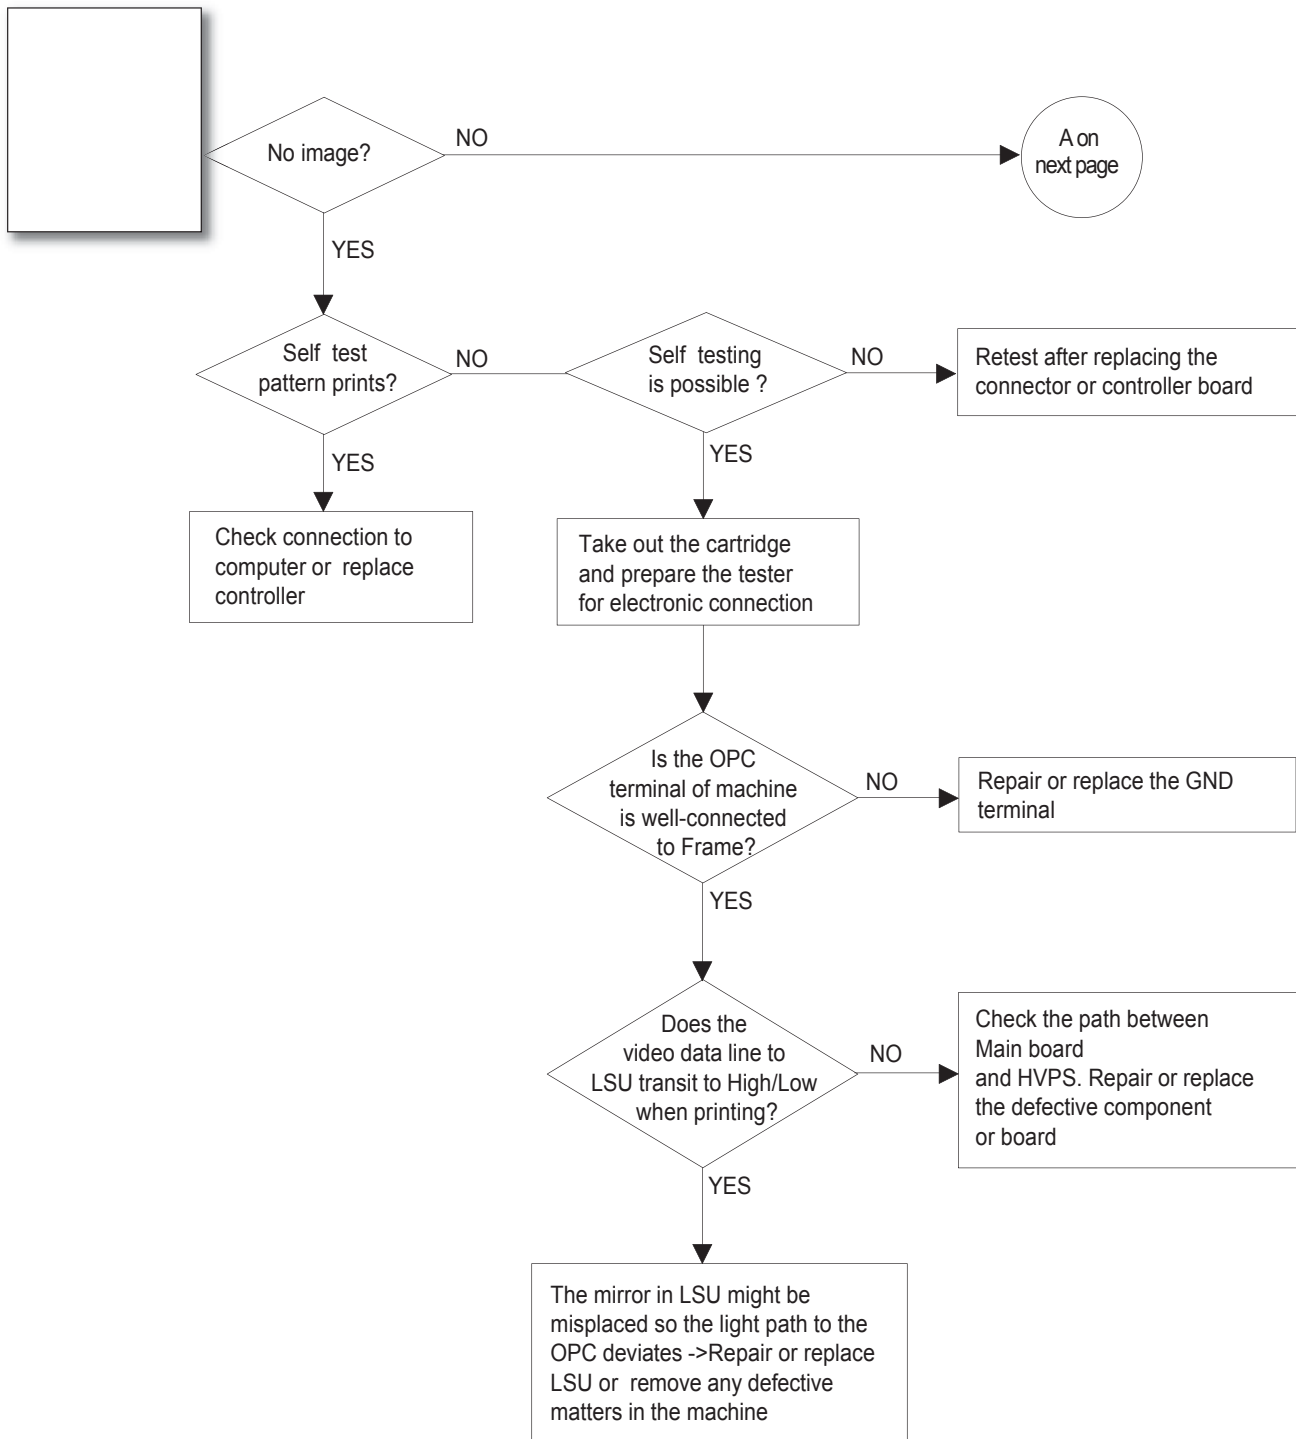 No image?
NO
A on
next page
YES
Self test
pattern prints?
NO
Self testing
is possible ?
NO
Retest after replacing the
connector or controller board
YES
Check connection to
computer or replace
controller
YES
Take out the cartridge
and prepare the tester
for electronic connection
Is the OPC
terminal of machine
is well-connected
to Frame?
NO
Repair or replace the GND
terminal
YES
Does the
video data line to
LSU transit to High/Low
when printing?
NO
Check the path between
Main board
and HVPS. Repair or replace
the defective component
or board
YES
The mirror in LSU might be
misplaced so the light path to the
OPC deviates ->Repair or replace
LSU or remove any defective
matters in the machine